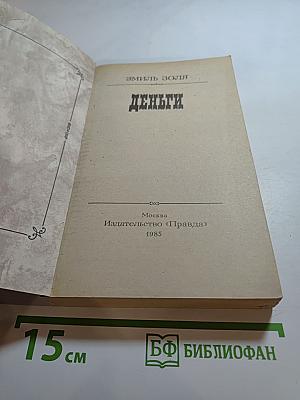 ЭМИЛЬ ЗОЛЯ
ДЕНЬГИ
Москва
Издательство «Правда»
1985
15 см
БФ БИБЛИОФАН